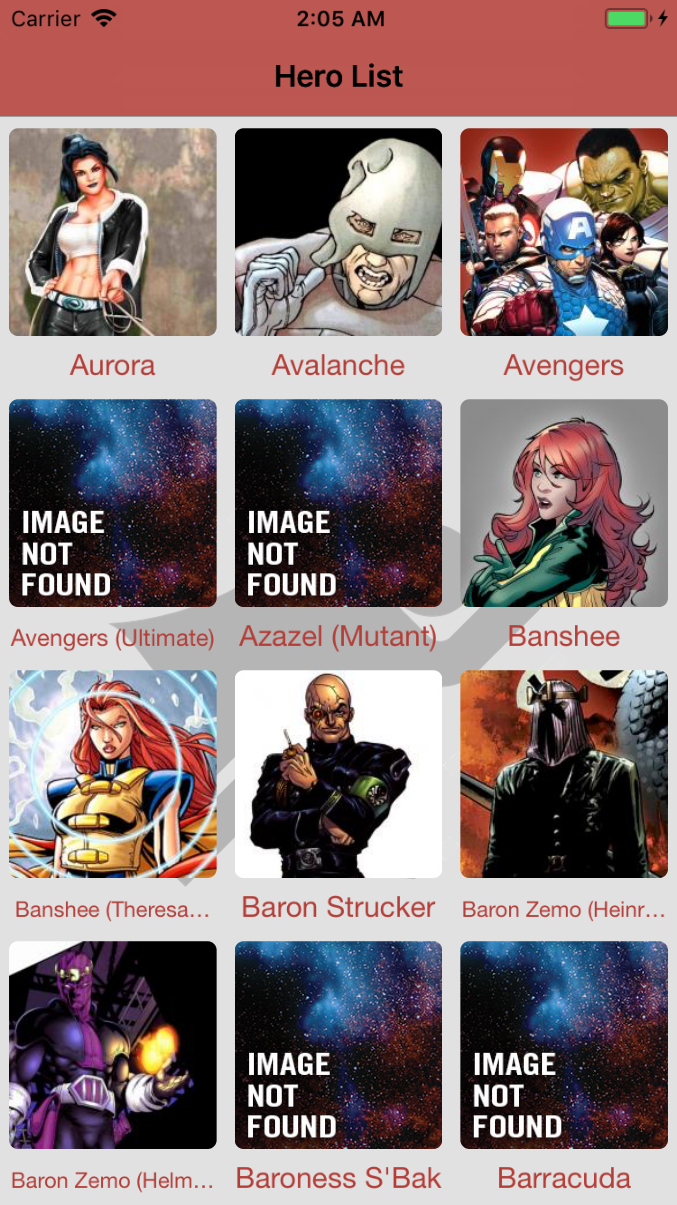 Carrier 2:05 AM
Hero List
A
Aurora Avalanche Avengers
IMAGE
NOT
FOUND
IMAGE
NOT
FOUND
Avengers (Ultimate) Azazel (Mutant) Banshee
Banshee (Theresa... Baron Strucker Baron Zemo (Heinr...
IMAGE
NOT
FOUND
IMAGE
NOT
FOUND
Baron Zemo (Helm... Baroness S'Bak Barracuda